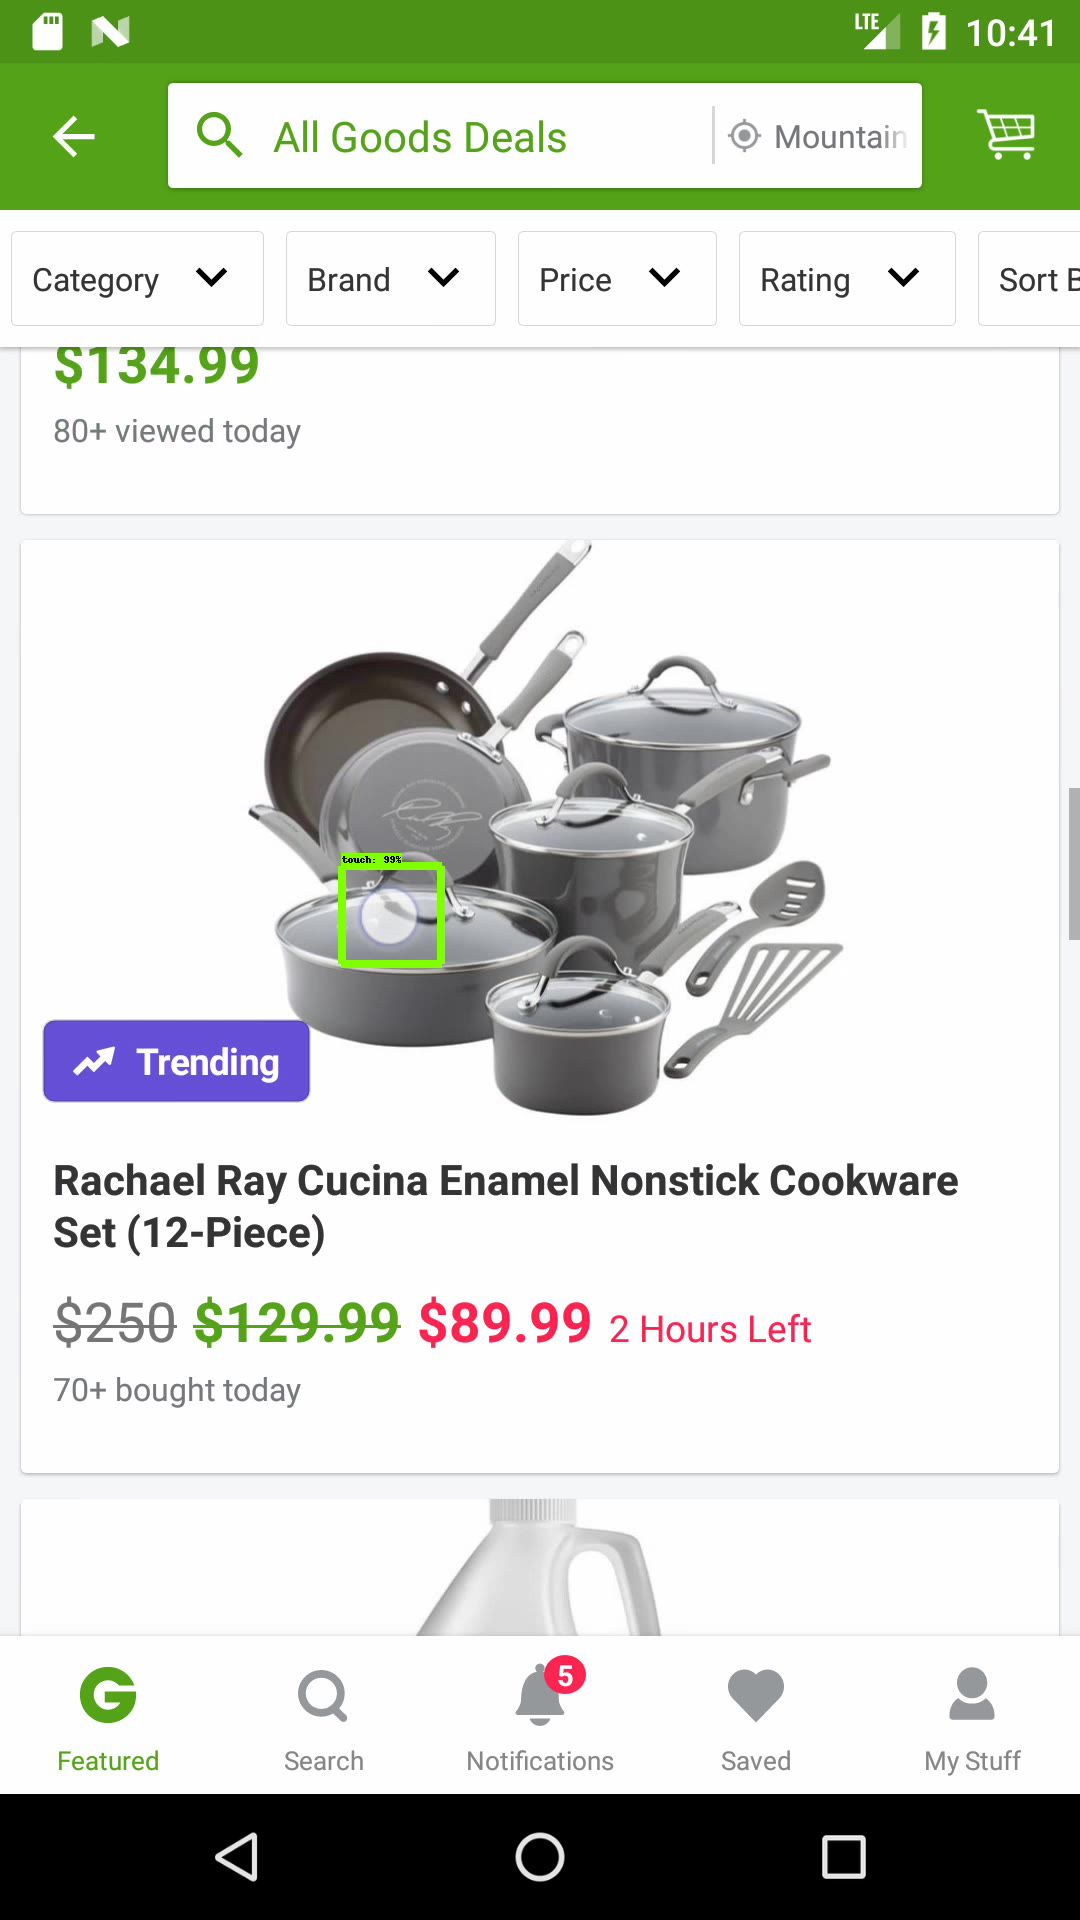 LTE 10:41
All Goods Deals Mountain
Category Brand Price Rating Sort B
$134.99
80+ viewed today
touch: 99%
Trending
Rachael Ray Cucina Enamel Nonstick Cookware
Set (12-Piece)
$250 $129.99 $89.99 2 Hours Left
70+ bought today
5
Featured Search Notifications Saved My Stuff